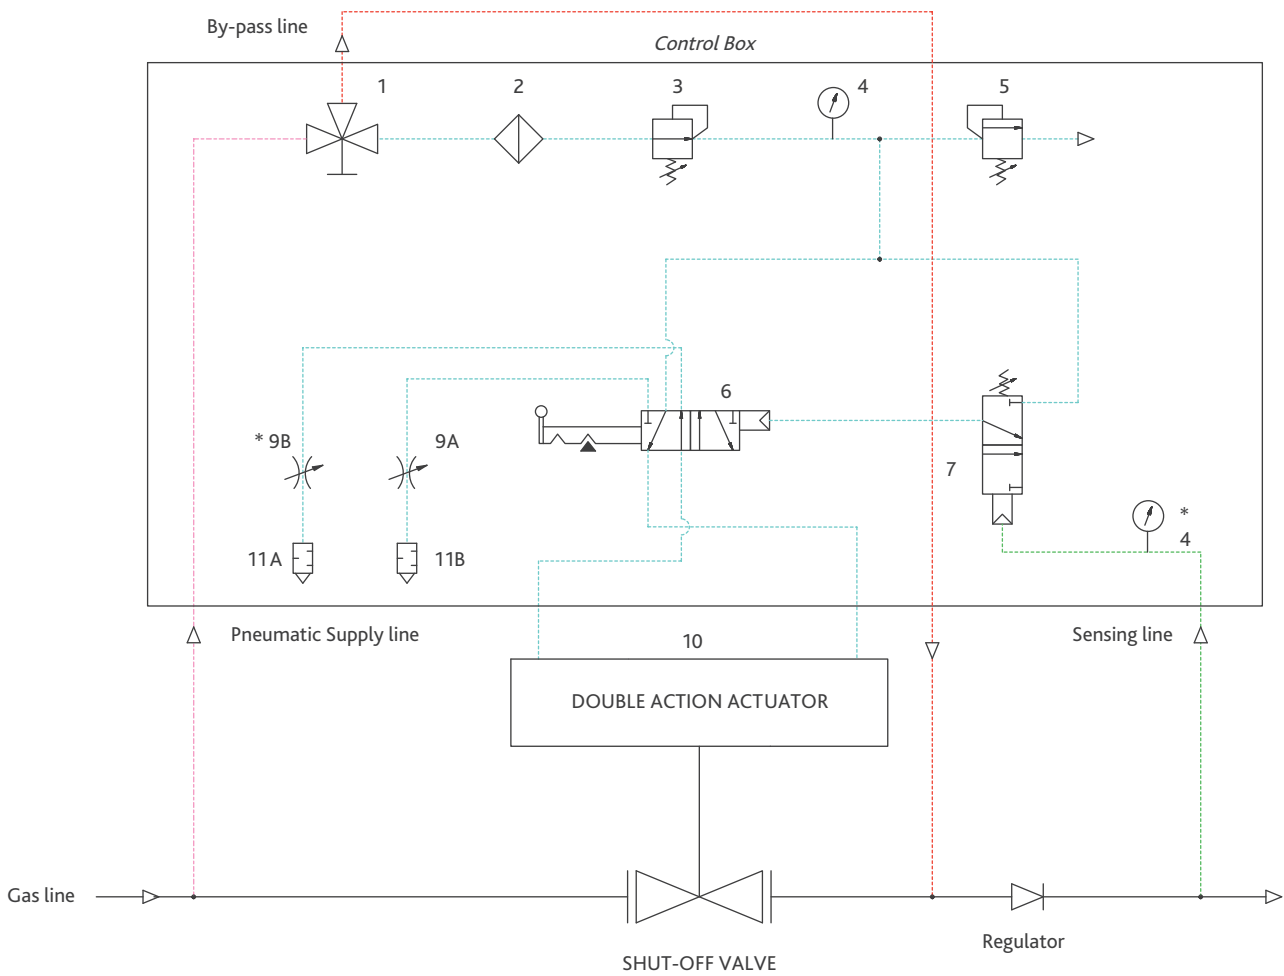 By-pass line
Control Box
1
2
3
4
5
6
* 9B
9A
7
*
4
11A
11B
Pneumatic Supply line
Sensing line
10
DOUBLE ACTION ACTUATOR
Gas line
Regulator
SHUT-OFF VALVE